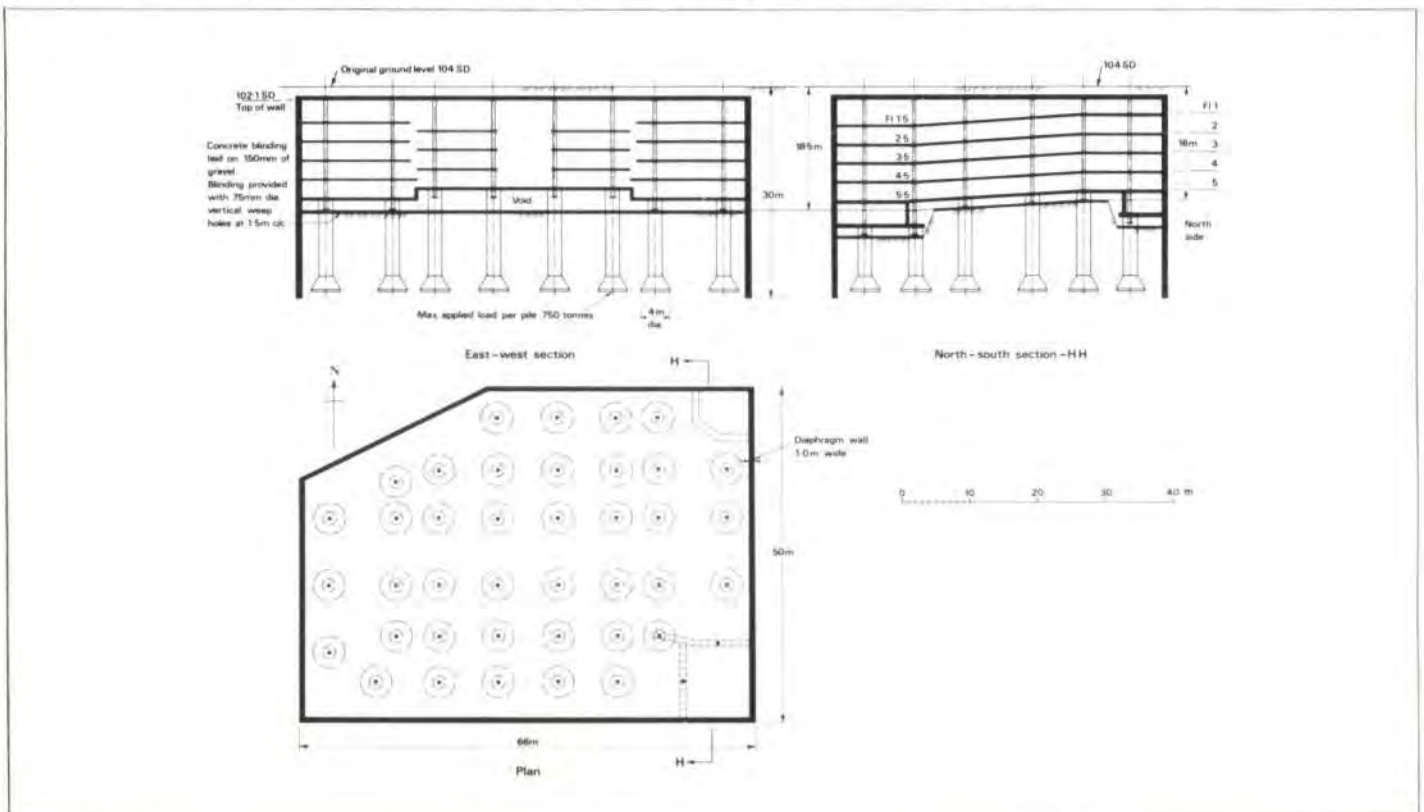 Original ground level 104 SD
102·1 SD
Top of wall
Concrete blinding
laid on 150mm of
gravel
Blinding provided
with 75mm dia
vertical weep
holes at 1·5m c/c
Void
30m
Max applied load per pile 750 tonnes
4m
dia
East-west section
104 SD
18·5m
Fl 1·5
2·5
3·5
4·5
5·5
Fl 1
2
3
4
5
16m
North
side
North-south section-HH
N
H
Diaphragm wall
1·0m wide
50m
66m
Plan
H
0 10 20 30 40 m